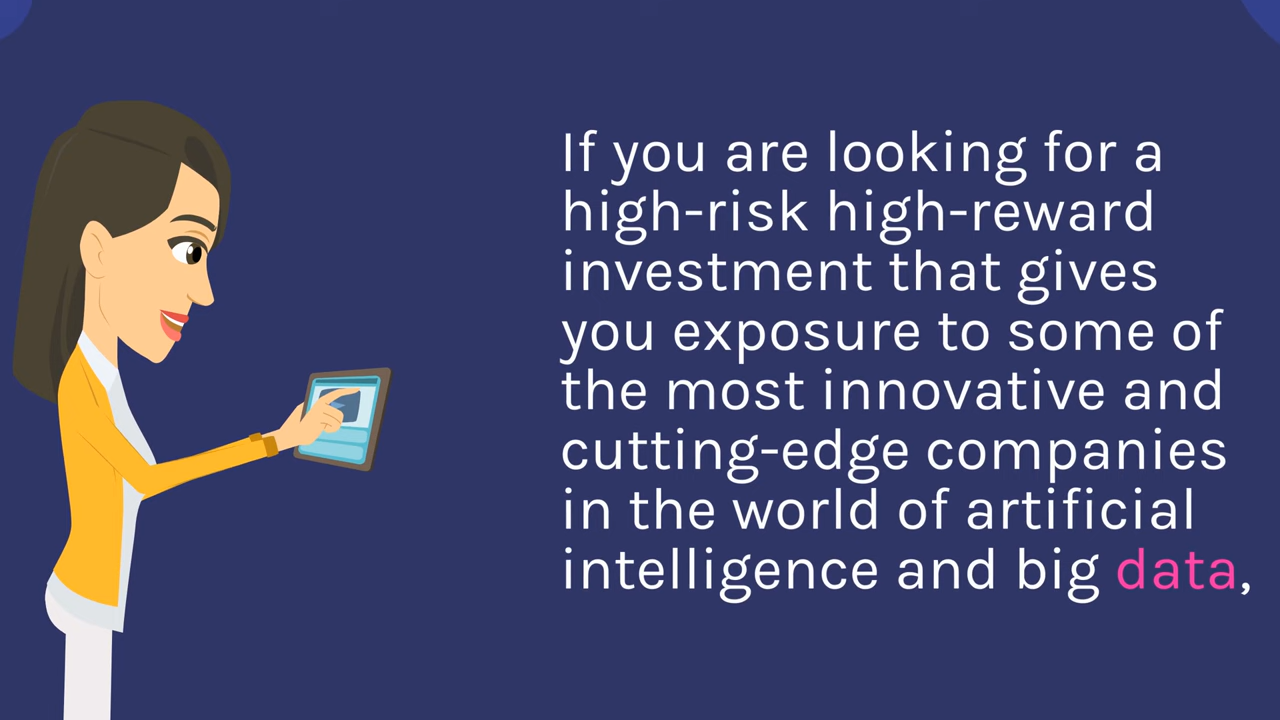 If you are looking for a
high-risk high-reward
investment that gives
you exposure to some of
the most innovative and
cutting-edge companies
in the world of artificial
intelligence and big data,